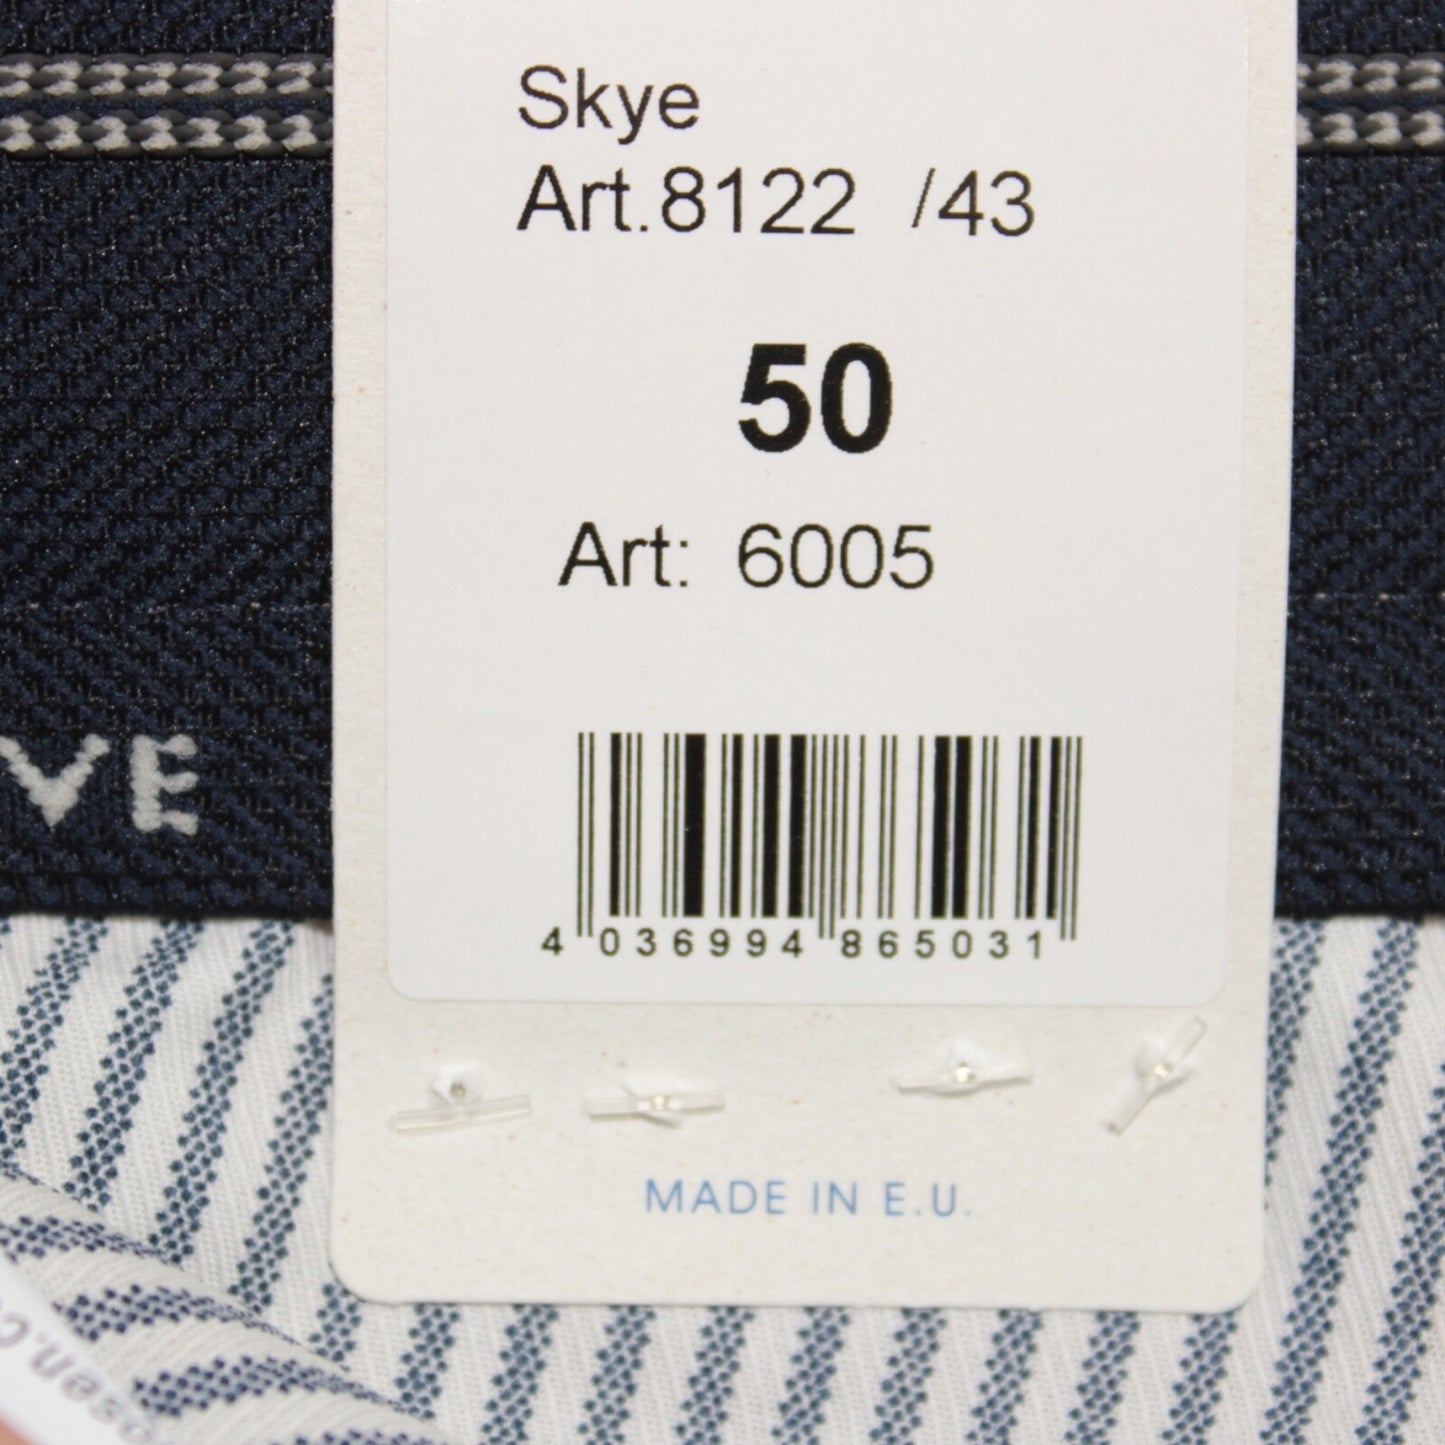 Skye
Art.8122 /43
50
Art: 6005
VE
4 036994 865031
MADE IN E.U.